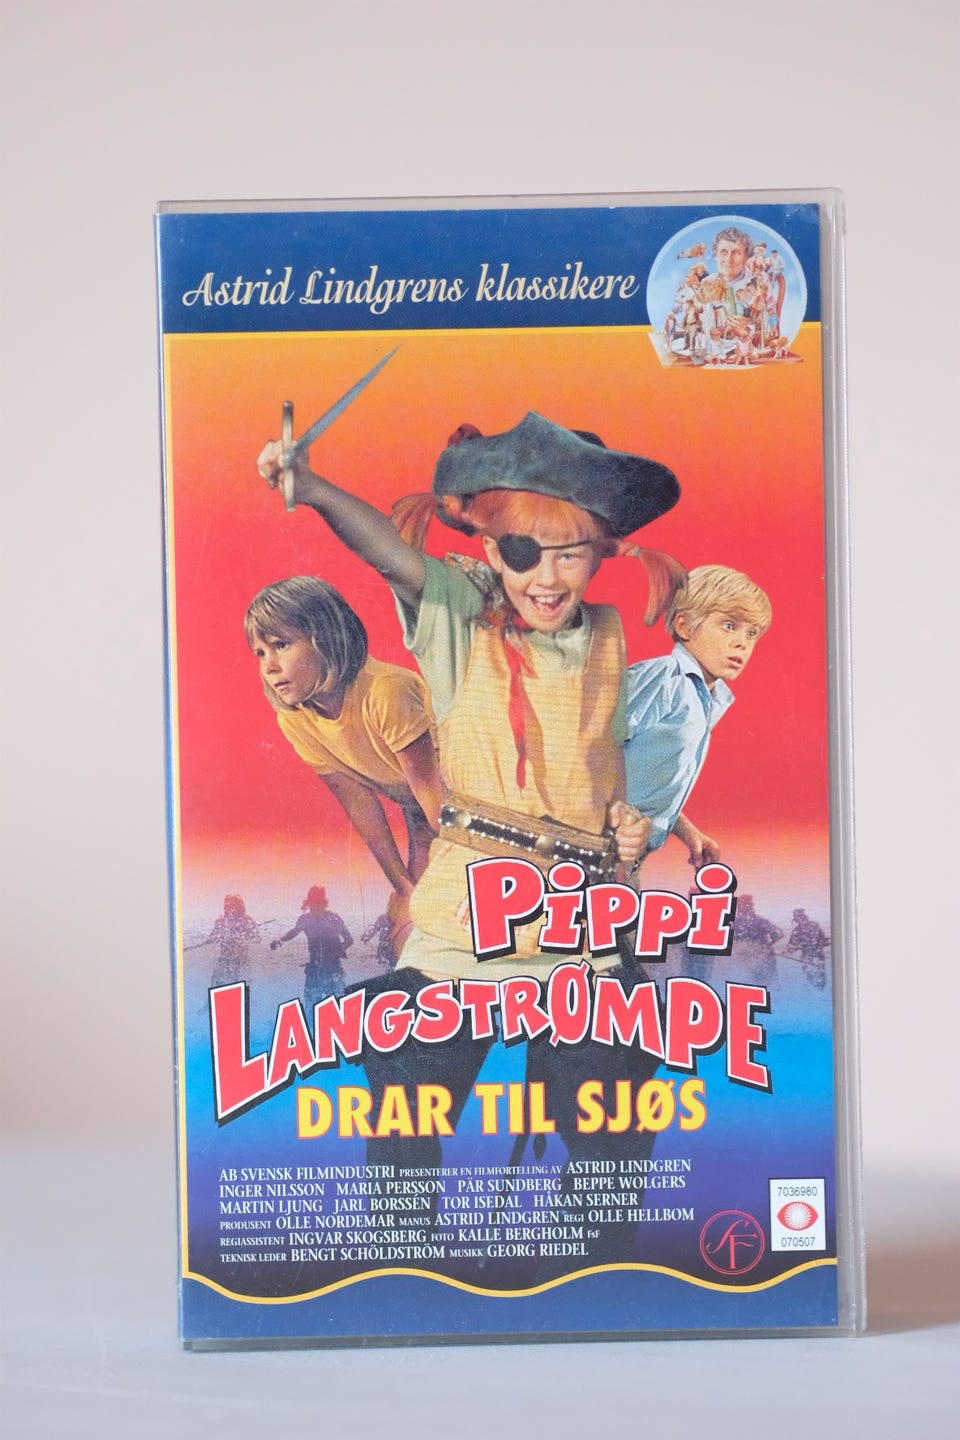 Astrid Lindgrens klassikere
PIPPI
LANGSTRØMPE
DRAR TIL SJØS
AB SVENSK FILMINDUSTRI PRESENTERER EN FILMFORTELLING AV ASTRID LINDGREN
INGER NILSSON MARIA PERSSON PÄR SUNDBERG BEPPE WOLGERS
MARTIN LJUNG JARL BORSSÉN TOR ISEDAL HÅKAN SERNER
PRODUSENT OLLE NORDEMAR MANUS ASTRID LINDGREN REGI OLLE HELLBOM
REGIASSISTENT INGVAR SKOGSBERG FOTO KALLE BERGHOLM FSF
TEKNISK LEDER BENGT SCHÖLDSTRÖM MUSIKK GEORG RIEDEL
SF
7036980
070507